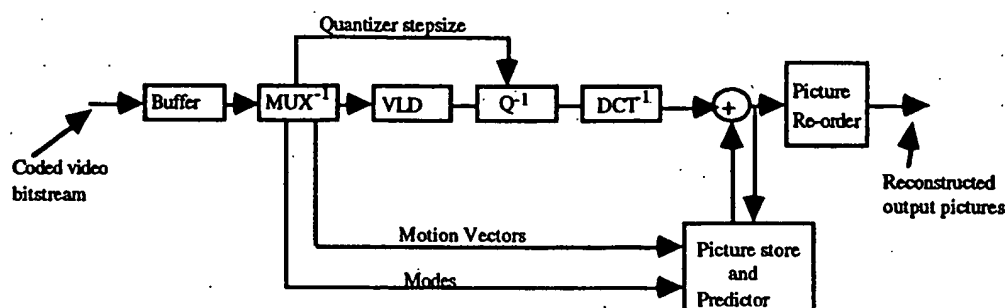 Quantizer stepsize
Buffer
MUX-1
VLD
Q-1
DCT-1
+
Picture
Re-order
Coded video
bitstream
Reconstructed
output pictures
Motion Vectors
Modes
Picture store
and
Predictor